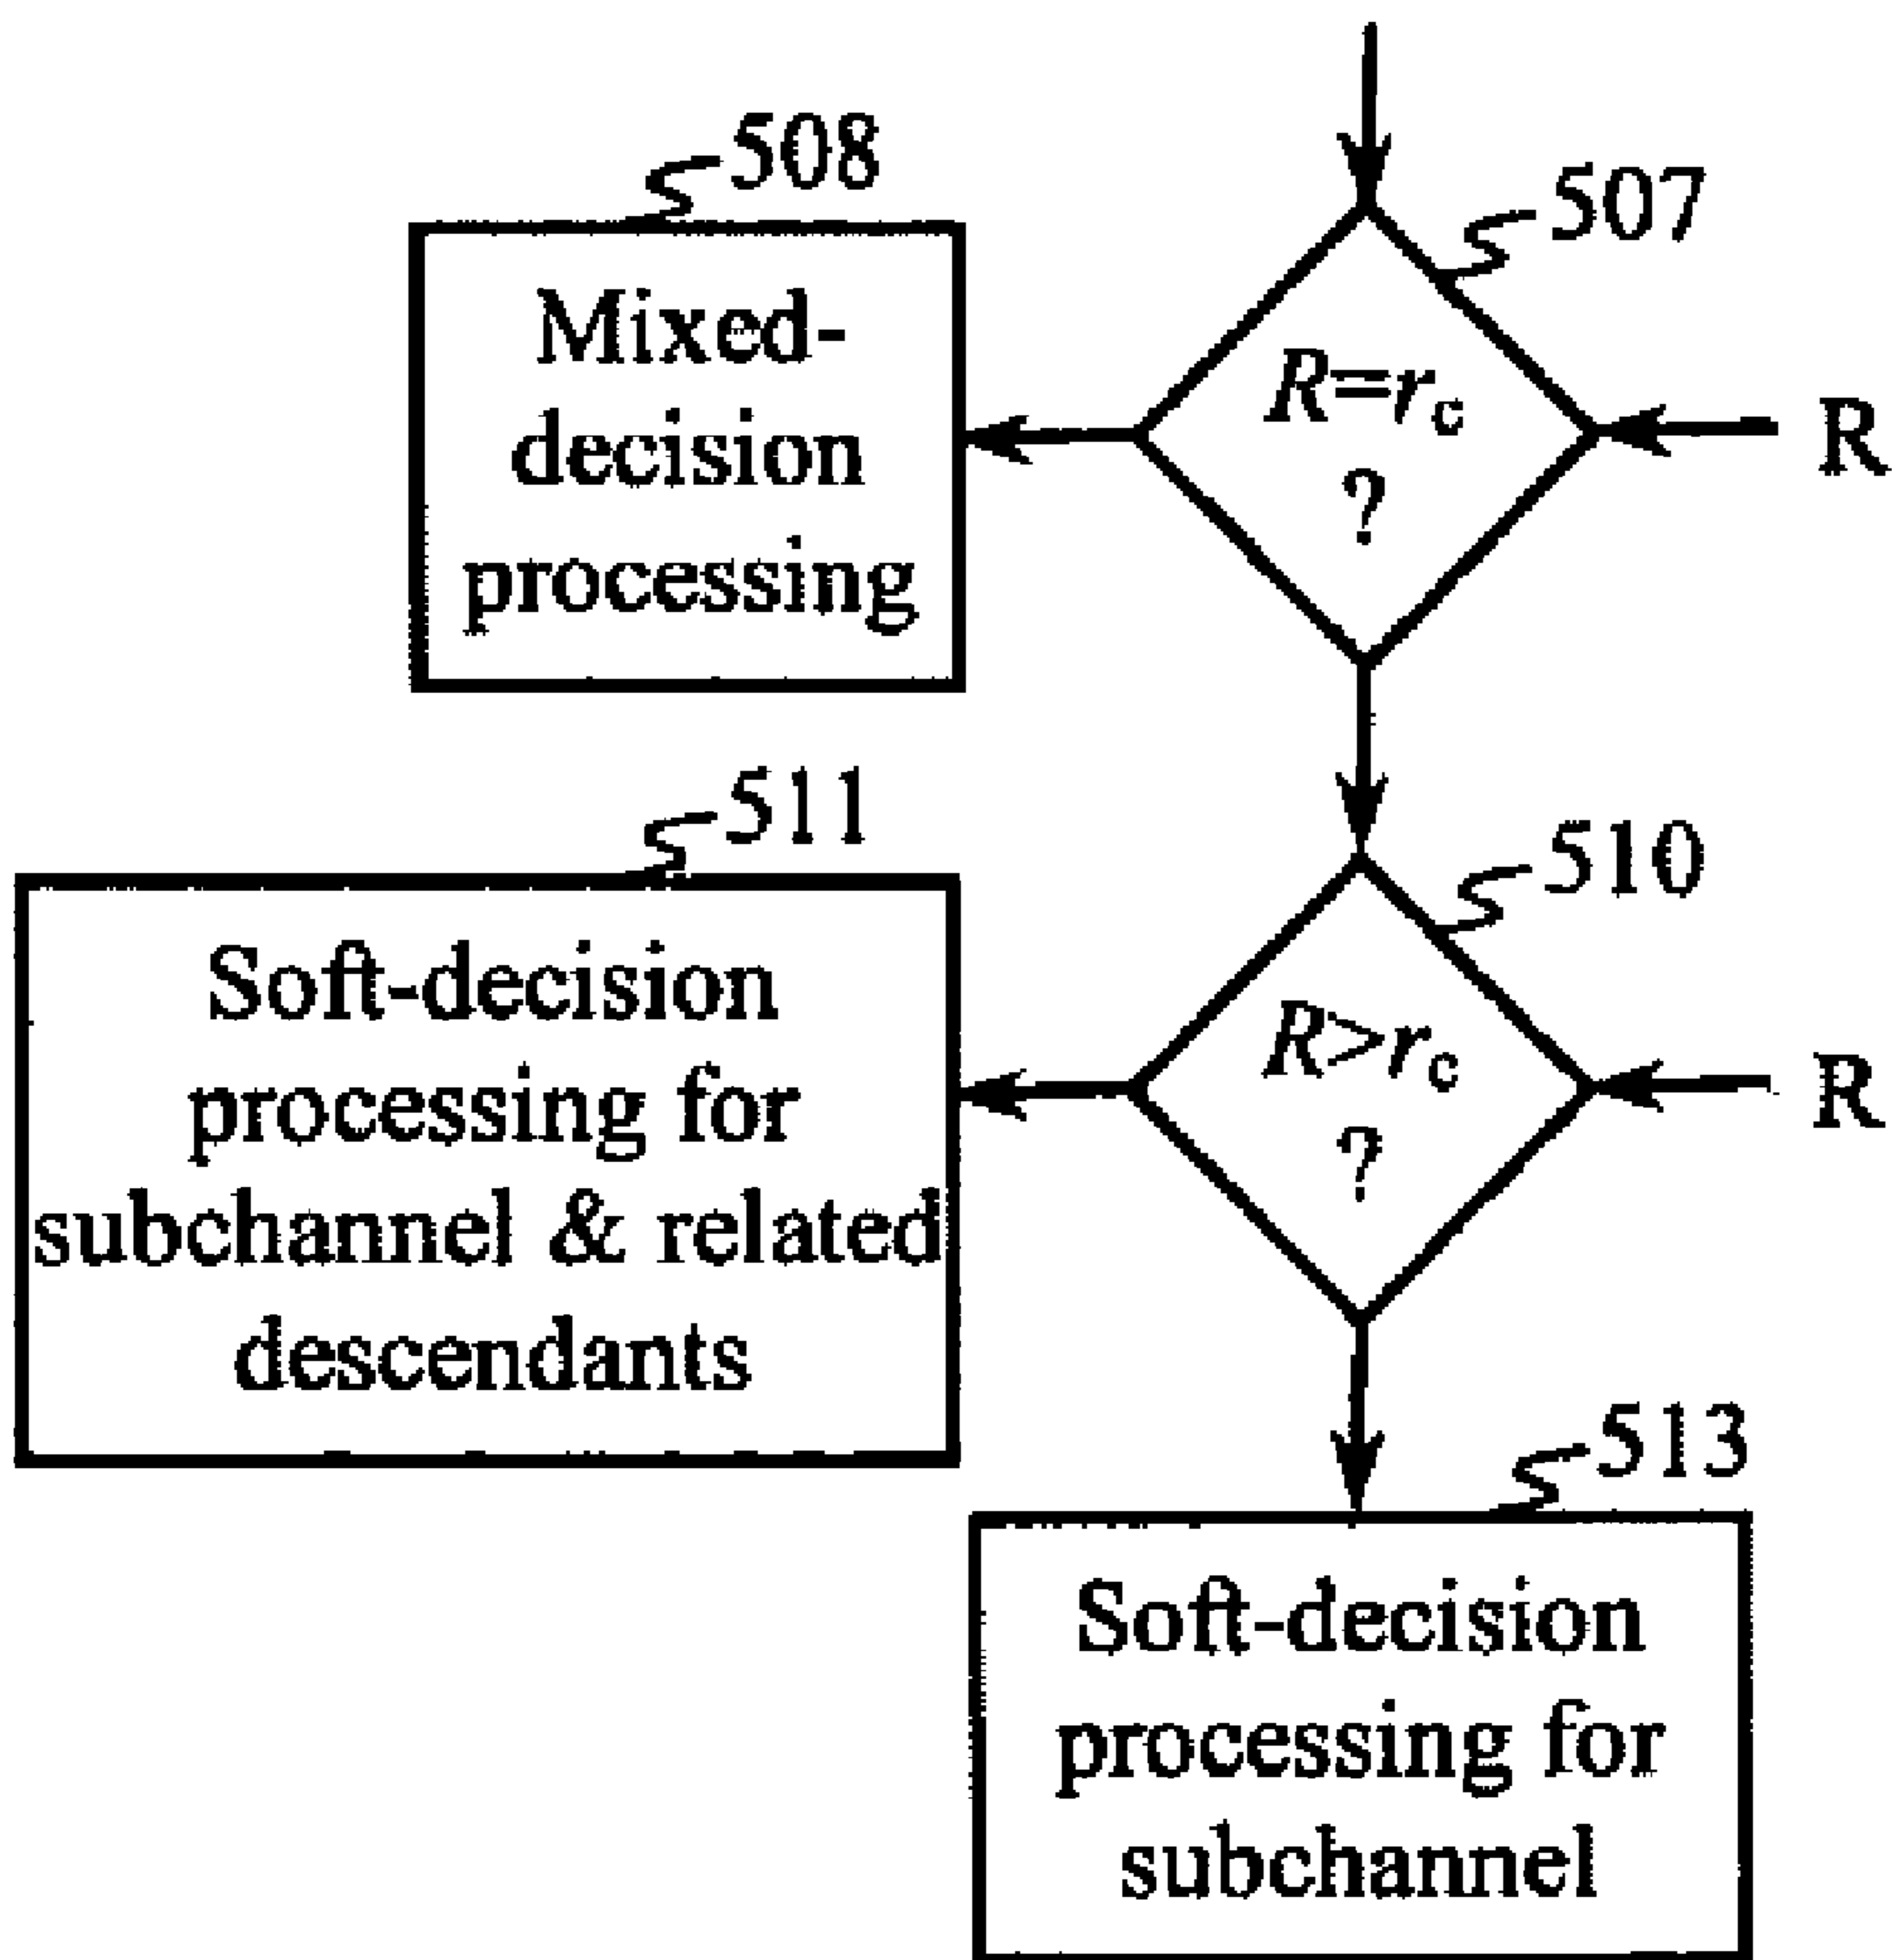 508
507
Mixed-
decision
processing
R=rc
?
R
511
510
Soft-decision
processing for
subchannel & related
descendants
R>rc
?
R
513
Soft-decision
processing for
subchannel